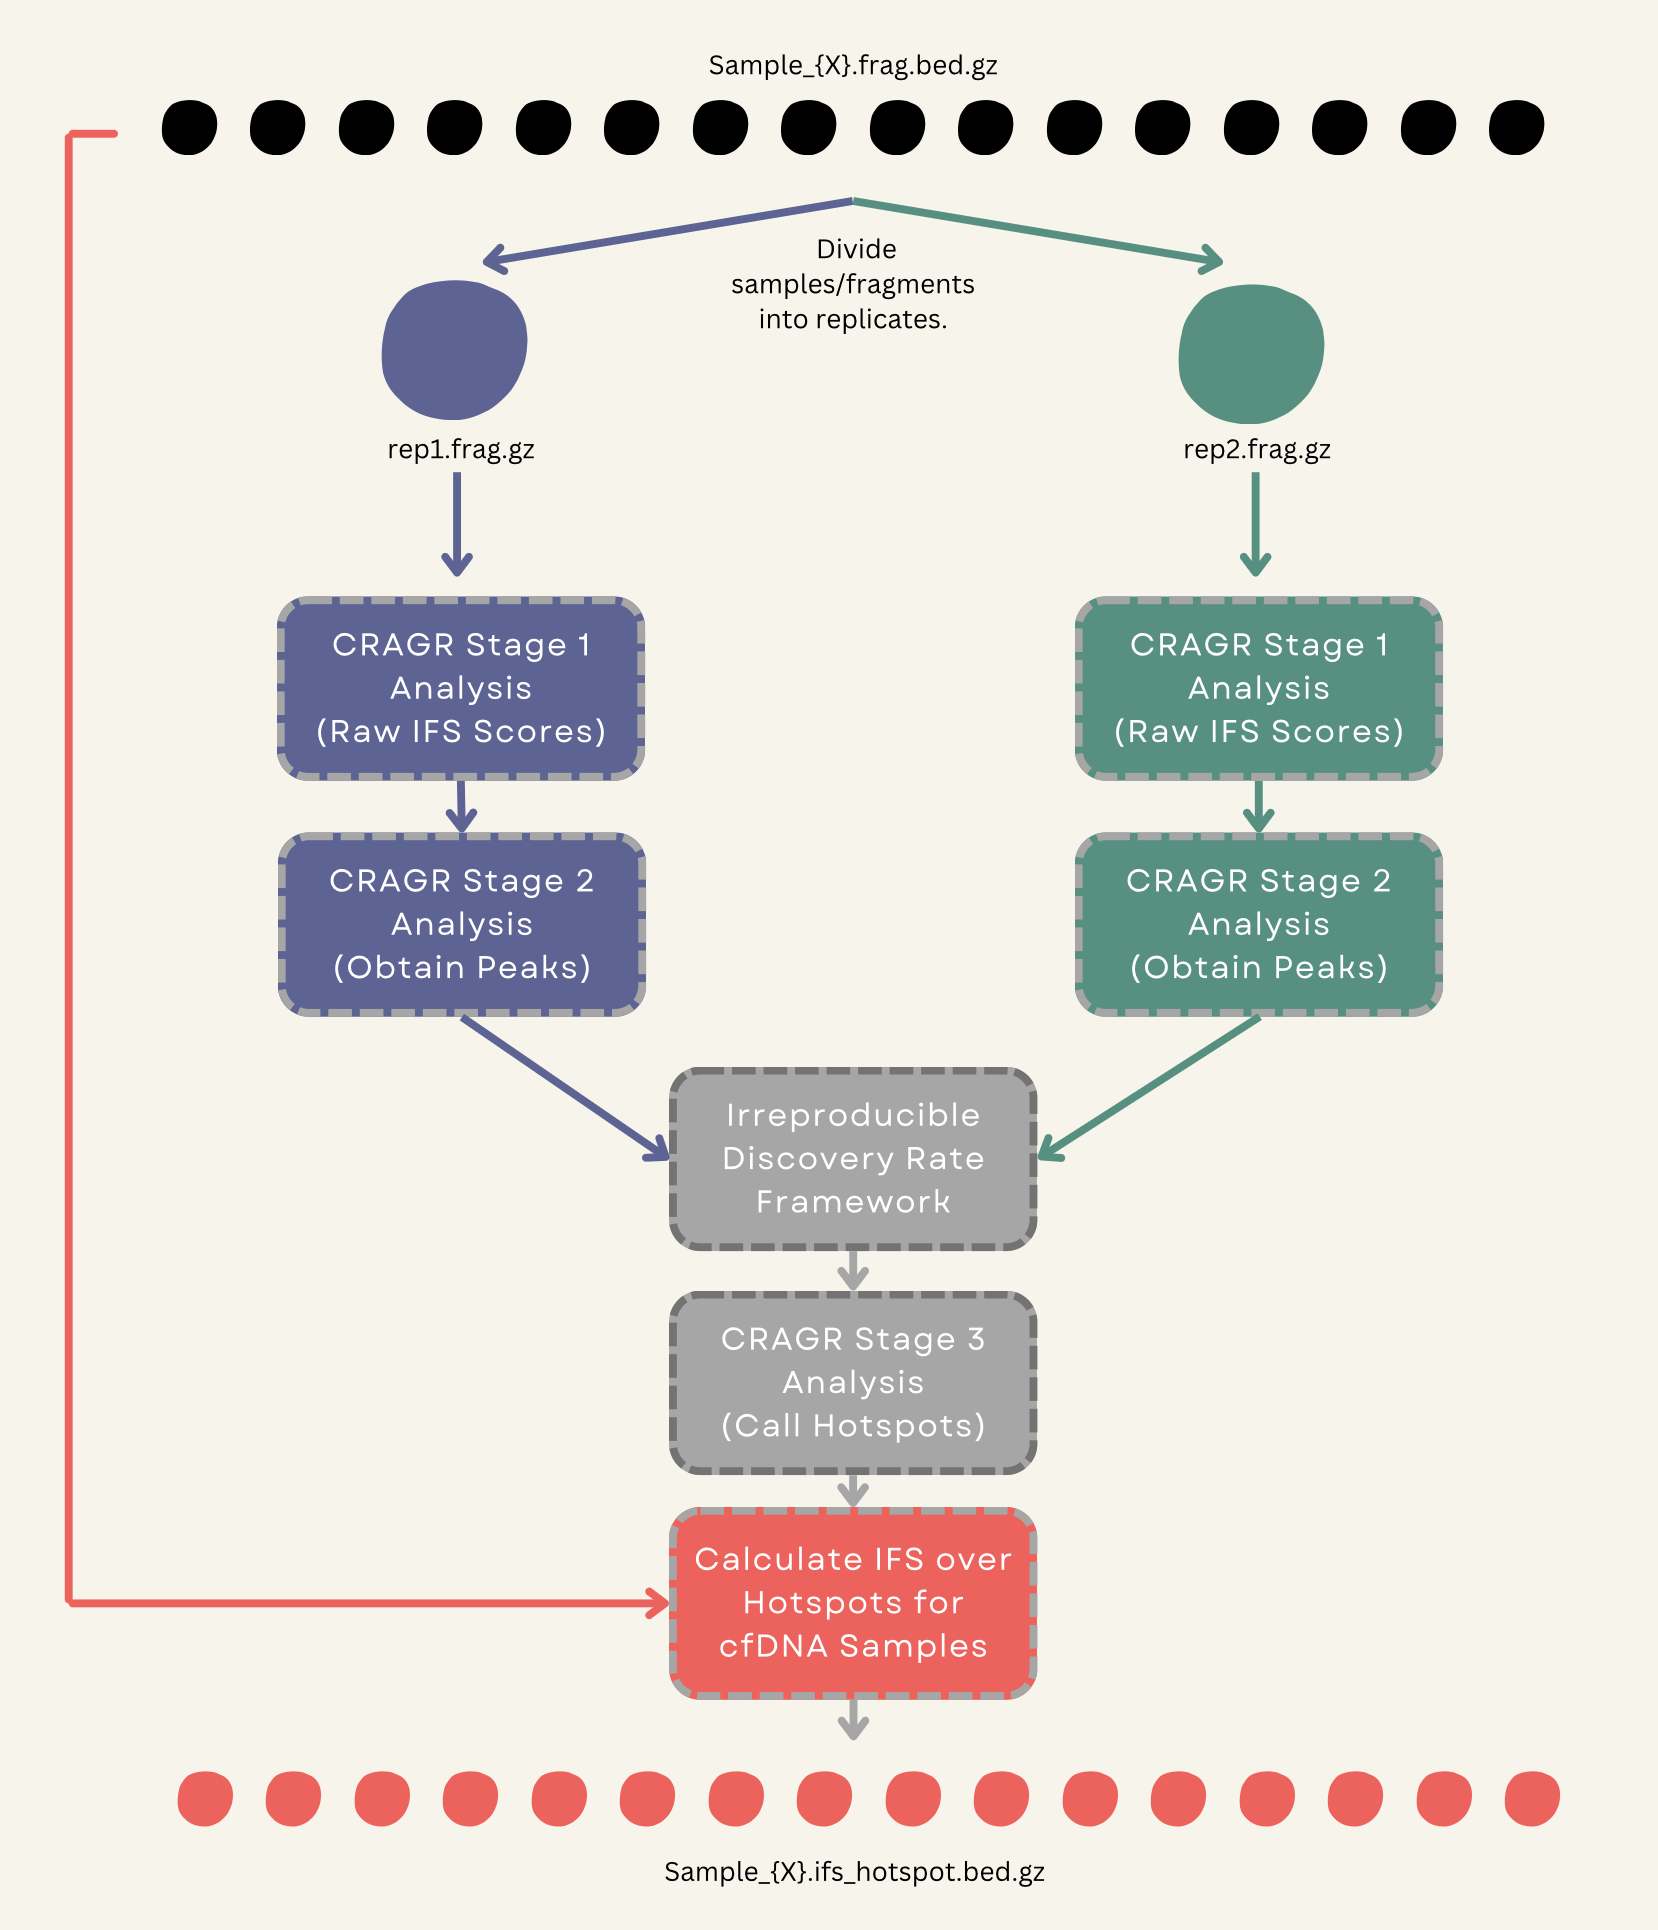 Sample_{X}.frag.bed.gz
Divide
samples/fragments
into replicates.
rep1.frag.gz
rep2.frag.gz
CRAGR Stage 1
Analysis
(Raw IFS Scores)
CRAGR Stage 1
Analysis
(Raw IFS Scores)
CRAGR Stage 2
Analysis
(Obtain Peaks)
CRAGR Stage 2
Analysis
(Obtain Peaks)
Irreproducible
Discovery Rate
Framework
CRAGR Stage 3
Analysis
(Call Hotspots)
Calculate IFS over
Hotspots for
cfDNA Samples
Sample_{X}.ifs_hotspot.bed.gz